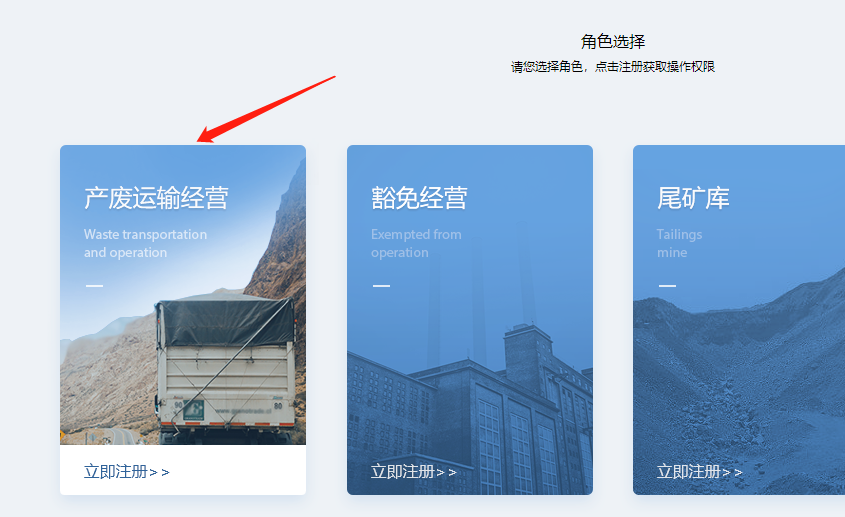 角色选择
请您选择角色，点击注册获取操作权限
产废运输经营
Waste transportation
and operation
立即注册>>
豁免经营
Exempted from
operation
立即注册>>
尾矿库
Tailings
mine
立即注册>>
90
80